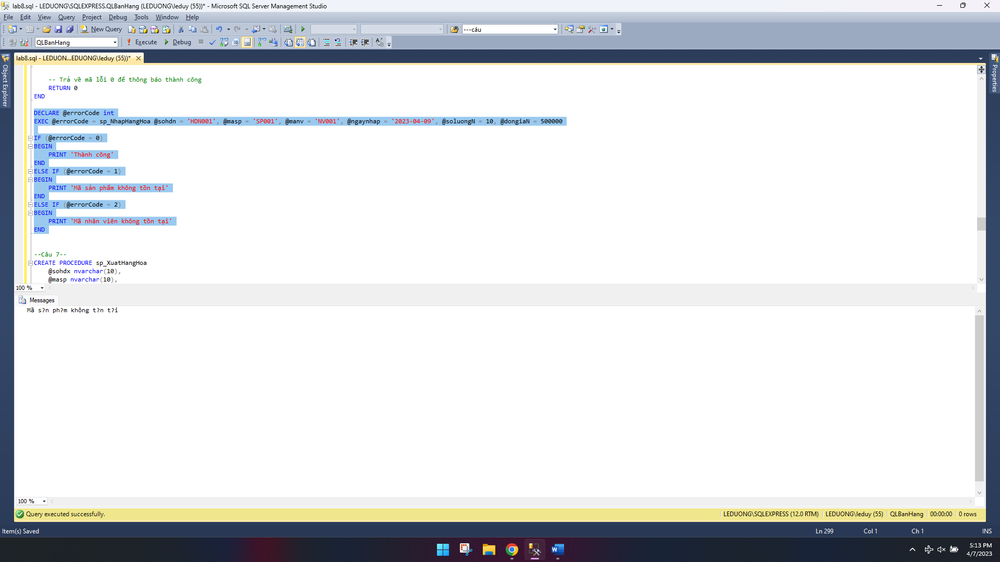 lab8.sql - LEDUONG\SQLEXPRESS.QLBanHang (LEDUONG\leduy (55))* - Microsoft SQL Server Management Studio
File Edit View Query Project Debug Tools Window Help
New Query ---câu
QLBanHang Execute Debug
lab8.sql - LEDUON...EDUONG\leduy (55))*
Object Explorer
Properties
-- Trả về mã lỗi 0 để thông báo thành công
RETURN 0
END
DECLARE @errorCode int
EXEC @errorCode = sp_NhapHangHoa @sohdn = 'HDN001', @masp = 'SP001', @manv = 'NV001', @ngaynhap = '2023-04-09', @soluongN = 10, @dongiaN = 500000
IF (@errorCode = 0)
BEGIN
PRINT 'Thành công'
END
ELSE IF (@errorCode = 1)
BEGIN
PRINT 'Mã sản phẩm không tồn tại'
END
ELSE IF (@errorCode = 2)
BEGIN
PRINT 'Mã nhân viên không tồn tại'
END
--Câu 7--
CREATE PROCEDURE sp_XuatHangHoa
@sohdx nvarchar(10),
@masp nvarchar(10),
100 %
Messages
Mã s?n ph?m không t?n t?i
100 %
Query executed successfully. LEDUONG\SQLEXPRESS (12.0 RTM) LEDUONG\leduy (55) QLBanHang 00:00:00 0 rows
Item(s) Saved Ln 299 Col 1 Ch 1 INS
5:13 PM
4/7/2023